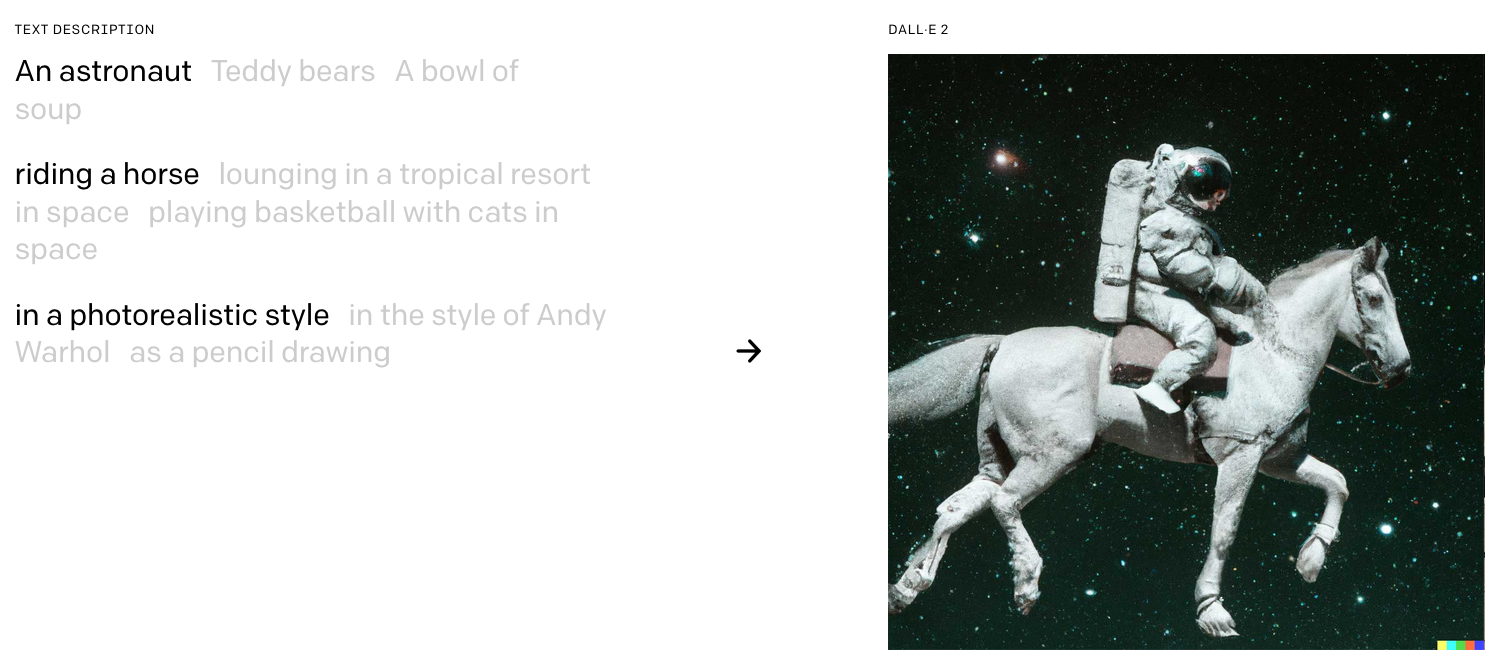 TEXT DESCRIPTION
An astronaut Teddy bears A bowl of
soup
riding a horse lounging in a tropical resort
in space playing basketball with cats in
space
in a photorealistic style in the style of Andy
Warhol as a pencil drawing
DALL·E 2